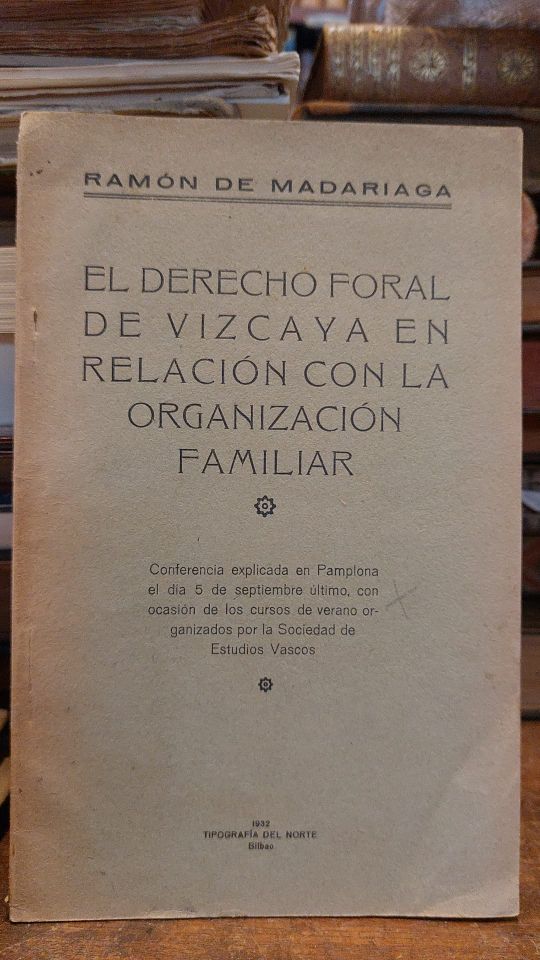 RAMÓN DE MADARIAGA
EL DERECHO FORAL
DE VIZCAYA EN
RELACIÓN CON LA
ORGANIZACIÓN
FAMILIAR
Conferencia explicada en Pamplona
el día 5 de septiembre último, con
ocasión de los cursos de verano or-
ganizados por la Sociedad de
Estudios Vascos
1932
TIPOGRAFÍA DEL NORTE
Bilbao